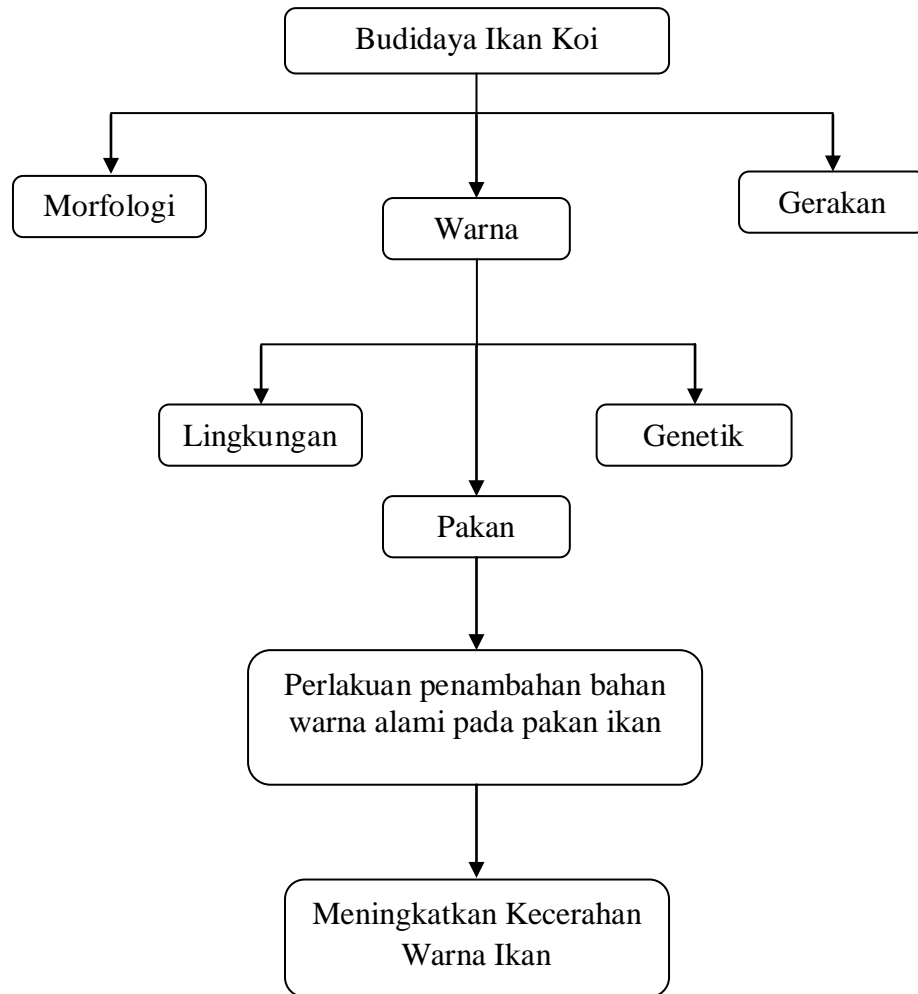 Budidaya Ikan Koi
Morfologi
Warna
Gerakan
Lingkungan
Genetik
Pakan
Perlakuan penambahan bahan
warna alami pada pakan ikan
Meningkatkan Kecerahan
Warna Ikan